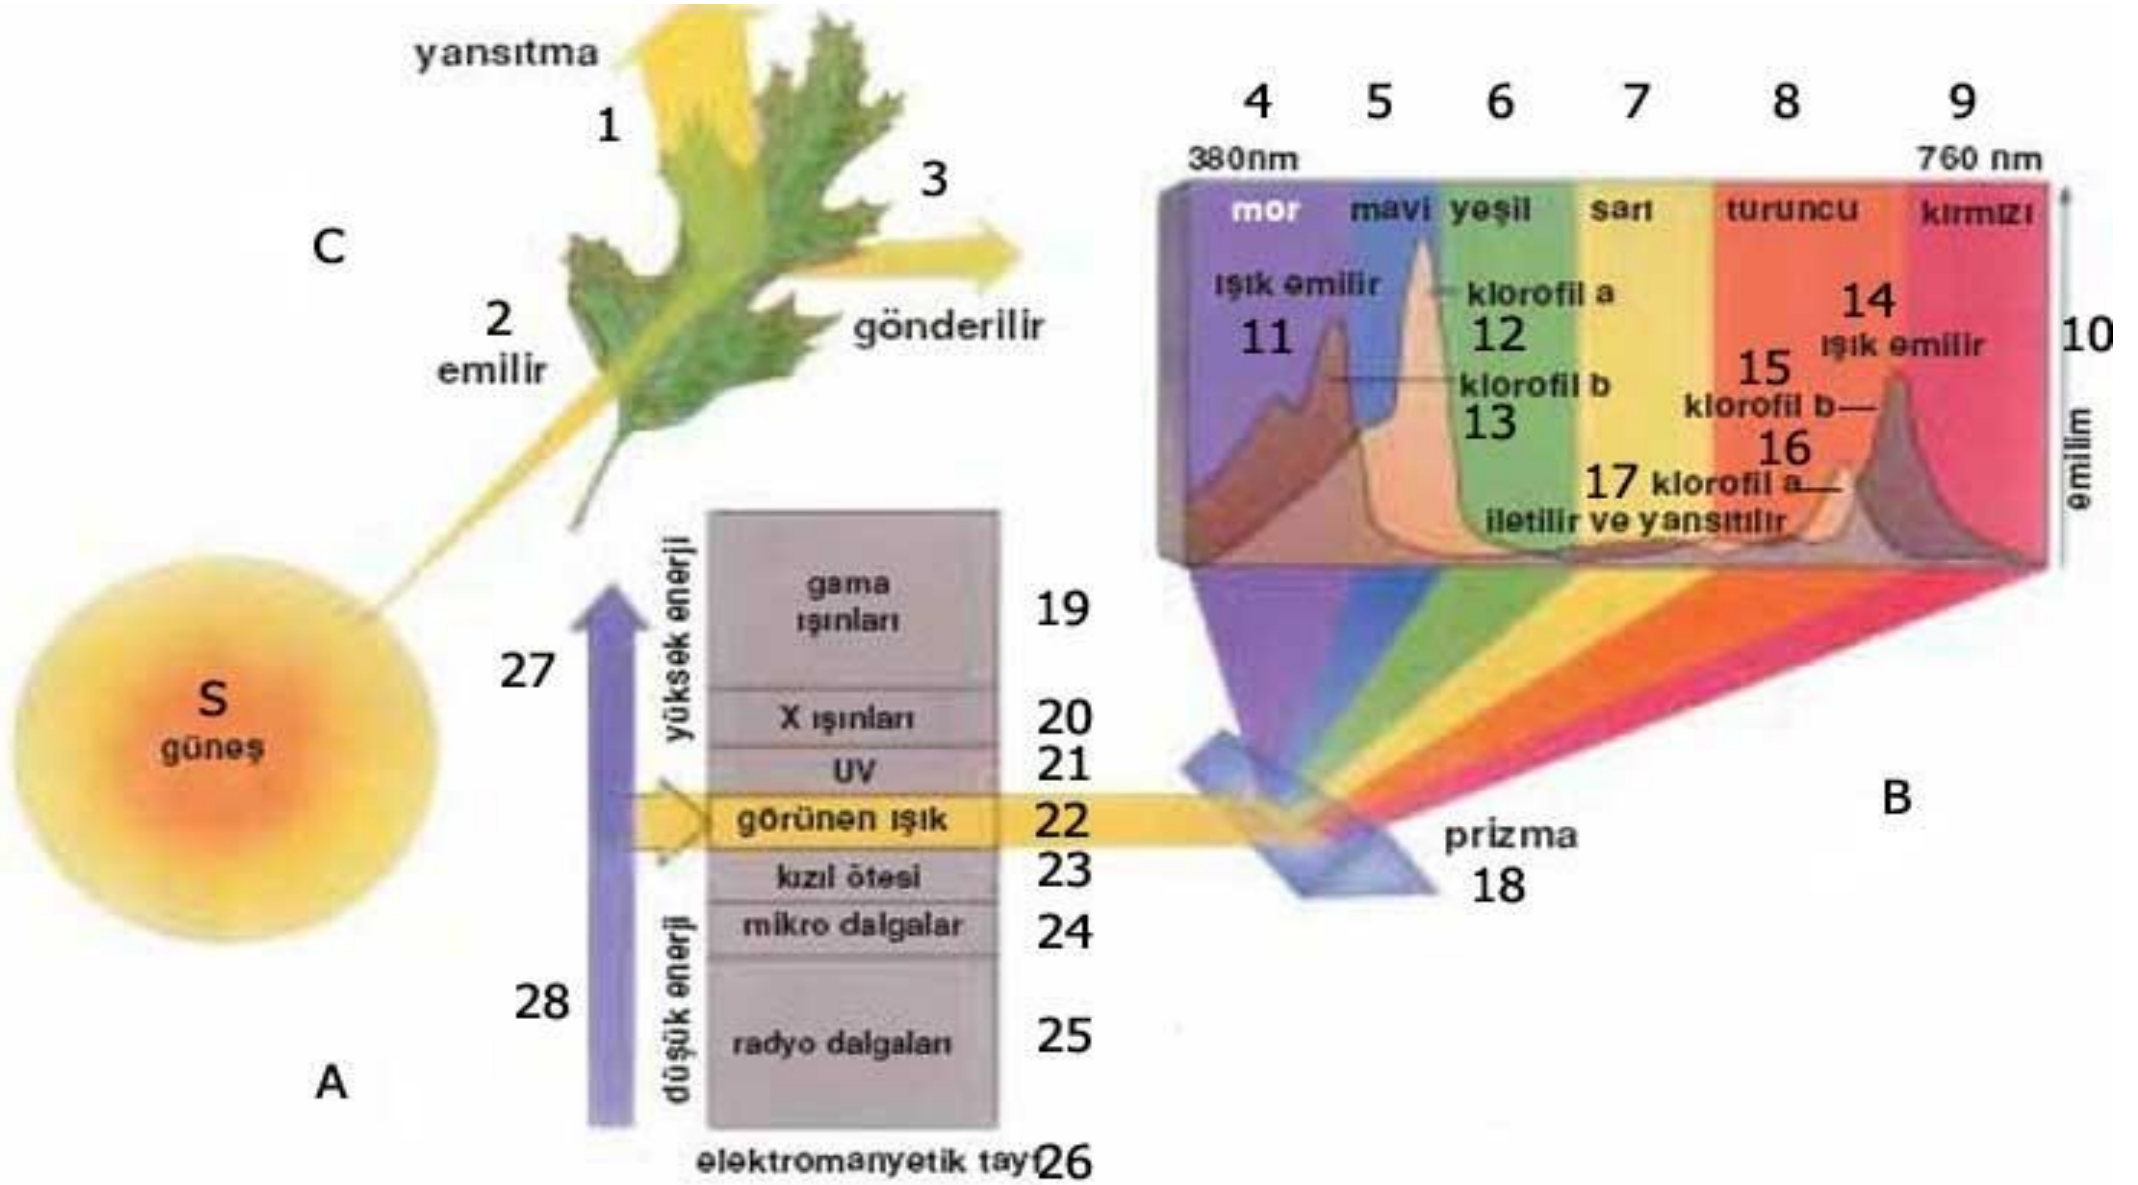 yansıtma
1
3
C
2
emilir
gönderilir
S
güneş
A
27
28
yüksek enerji
düşük enerji
gama
ışınları
19
X ışınları
20
UV
21
görünen ışık
22
kızıl ötesi
23
mikro dalgalar
24
radyo dalgaları
25
elektromanyetik tayf
26
4 5 6 7 8 9
380nm 760 nm
mor mavi yeşil sarı turuncu kırmızı
ışık emilir
11
klorofil a
12
klorofil b
13
14
ışık emilir
15
klorofil b
16
17 klorofil a
iletilir ve yansıtılır
10
emilim
prizma
18
B